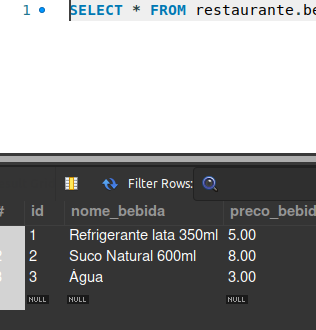 1 SELECT * FROM restaurante.be
Filter Rows:
# id nome_bebida preco_bebid
1 Refrigerante lata 350ml 5.00
2 2 Suco Natural 600ml 8.00
3 3 Água 3.00
NULL NULL NULL